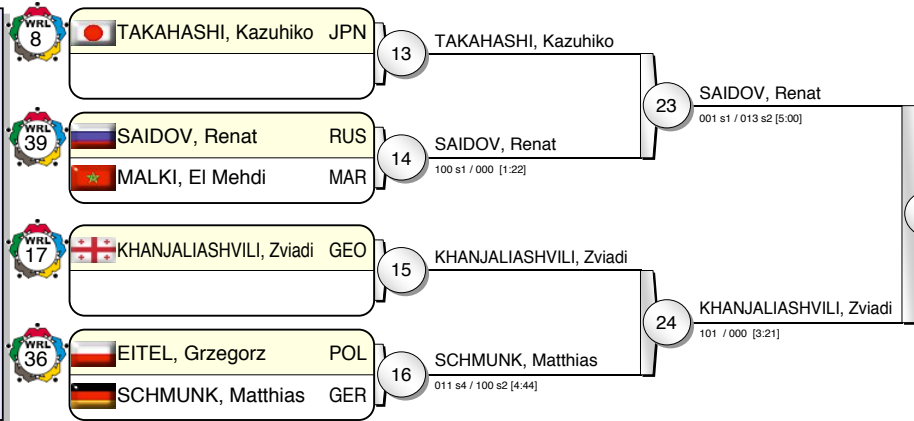 WRL
8
TAKAHASHI, Kazuhiko JPN
13
TAKAHASHI, Kazuhiko
WRL
39
SAIDOV, Renat RUS
MALKI, El Mehdi MAR
14
SAIDOV, Renat
100 s1 / 000 [1:22]
23
SAIDOV, Renat
001 s1 / 013 s2 [5:00]
WRL
17
KHANJALIASHVILI, Zviadi GEO
15
KHANJALIASHVILI, Zviadi
WRL
36
EITEL, Grzegorz POL
SCHMUNK, Matthias GER
16
SCHMUNK, Matthias
011 s4 / 100 s2 [4:44]
24
KHANJALIASHVILI, Zviadi
101 / 000 [3:21]